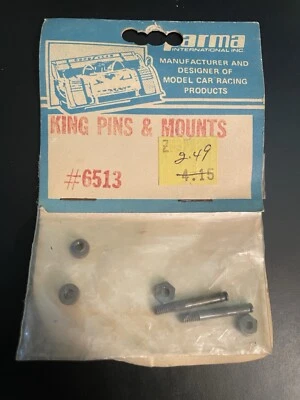 Parma
INTERNATIONAL INC.
MANUFACTURER AND
DESIGNER OF
MODEL CAR RACING
PRODUCTS
KING PINS & MOUNTS
#6513
2.49
4.15